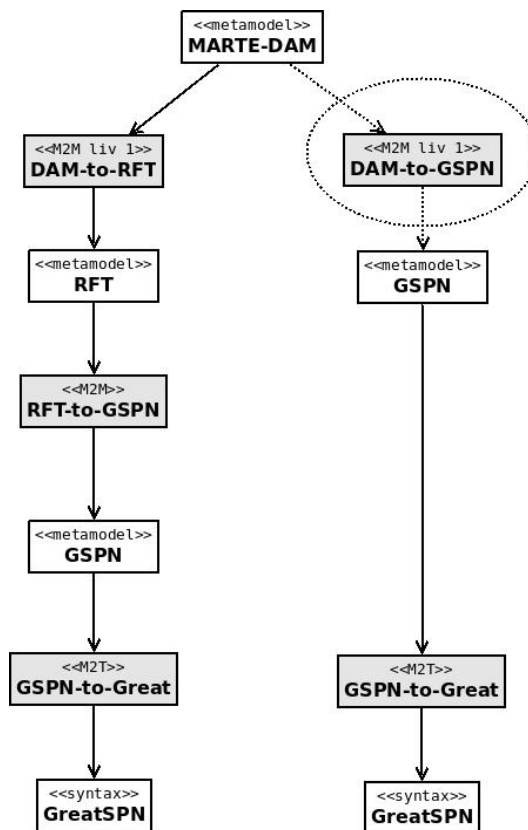 <<metamodel>>
MARTE-DAM
<<M2M liv 1>>
DAM-to-RFT
<<M2M liv 1>>
DAM-to-GSPN
<<metamodel>>
RFT
<<metamodel>>
GSPN
<<M2M>>
RFT-to-GSPN
<<metamodel>>
GSPN
<<M2T>>
GSPN-to-Great
<<M2T>>
GSPN-to-Great
<<syntax>>
GreatSPN
<<syntax>>
GreatSPN